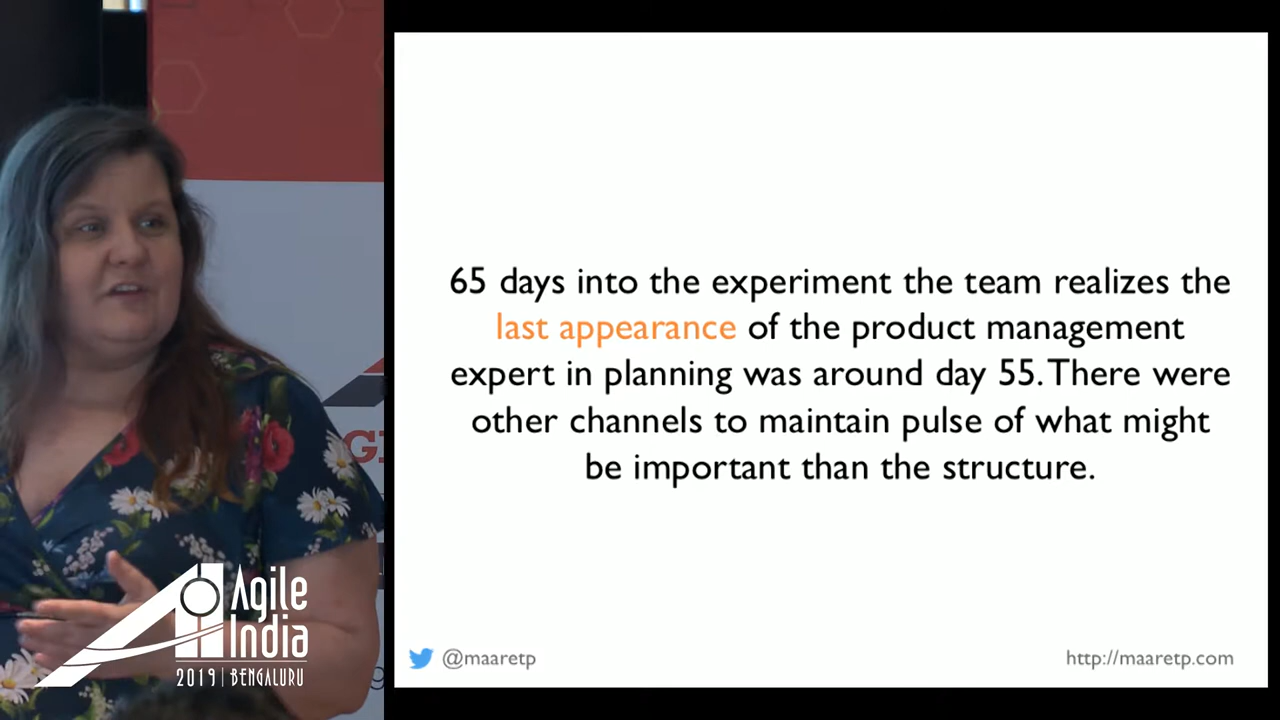 65 days into the experiment the team realizes the
last appearance of the product management
expert in planning was around day 55. There were
other channels to maintain pulse of what might
be important than the structure.
@maaretp
http://maaretp.com
Agile
India
2019 | BENGALURU